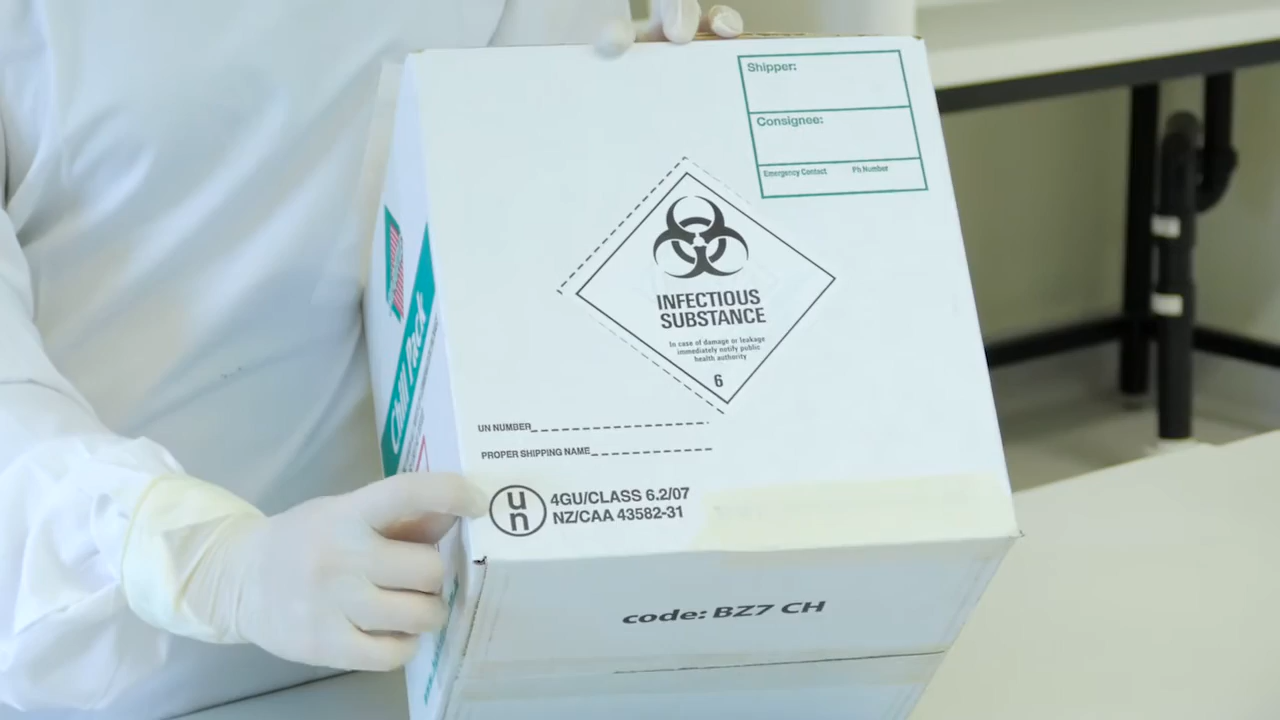 Shipper:
Consignee:
Emergency Contact Ph Number
INFECTIOUS
SUBSTANCE
In case of damage or leakage
immediately notify public
health authority
6
Chill Pack
UN NUMBER
PROPER SHIPPING NAME
un
4GU/CLASS 6.2/07
NZ/CAA 43582-31
code: BZ7 CH